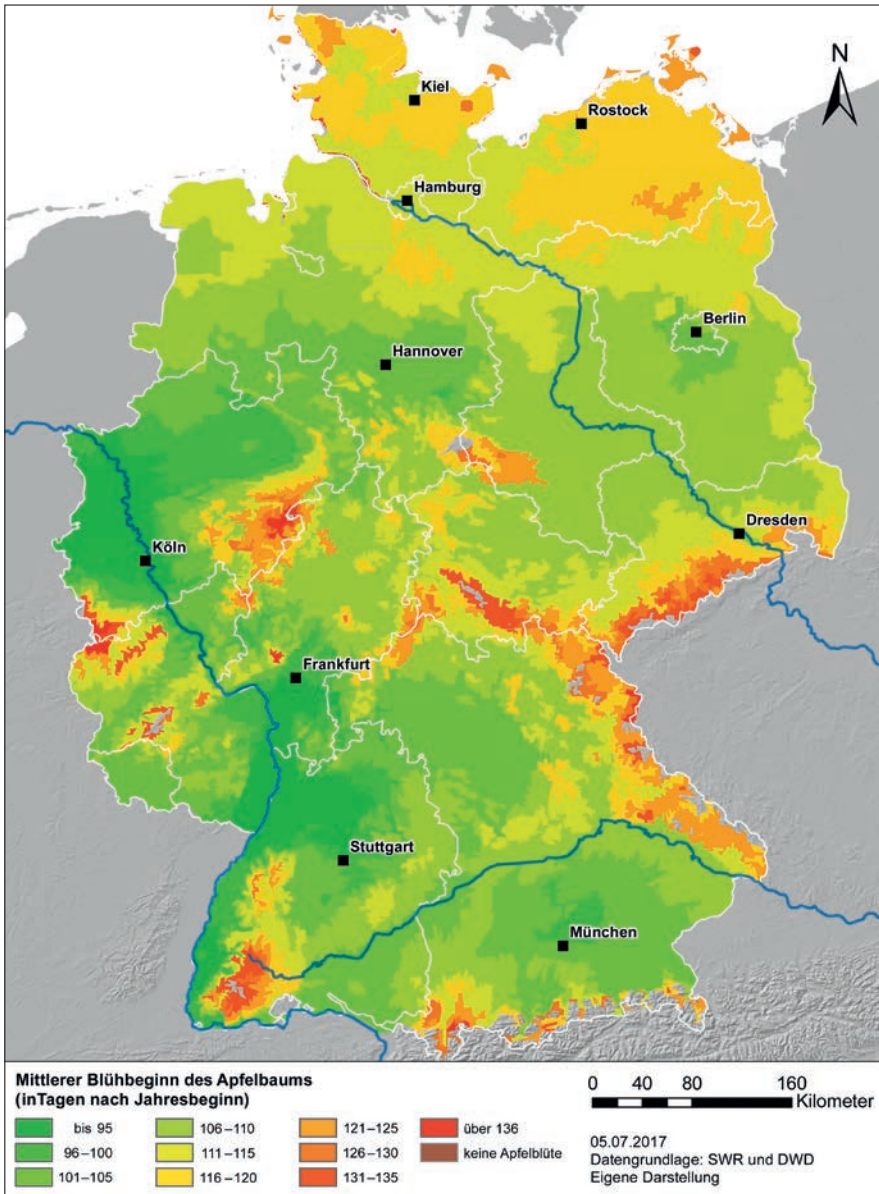 N
Kiel
Rostock
Hamburg
Berlin
Hannover
Dresden
Köln
Frankfurt
Stuttgart
München
Mittlerer Blühbeginn des Apfelbaums
(inTagen nach Jahresbeginn)
bis 95
96–100
101–105
106–110
111–115
116–120
121–125
126–130
131–135
über 136
keine Apfelblüte
0 40 80 160
Kilometer
05.07.2017
Datengrundlage: SWR und DWD
Eigene Darstellung